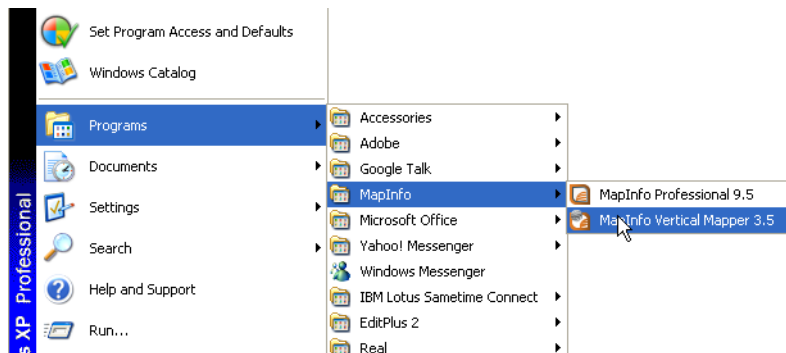 Set Program Access and Defaults
Windows Catalog
Programs
Documents
Settings
Search
Help and Support
Run...
s XP Professional
Accessories
Adobe
Google Talk
MapInfo
Microsoft Office
Yahoo! Messenger
Windows Messenger
IBM Lotus Sametime Connect
EditPlus 2
Real
MapInfo Professional 9.5
MapInfo Vertical Mapper 3.5